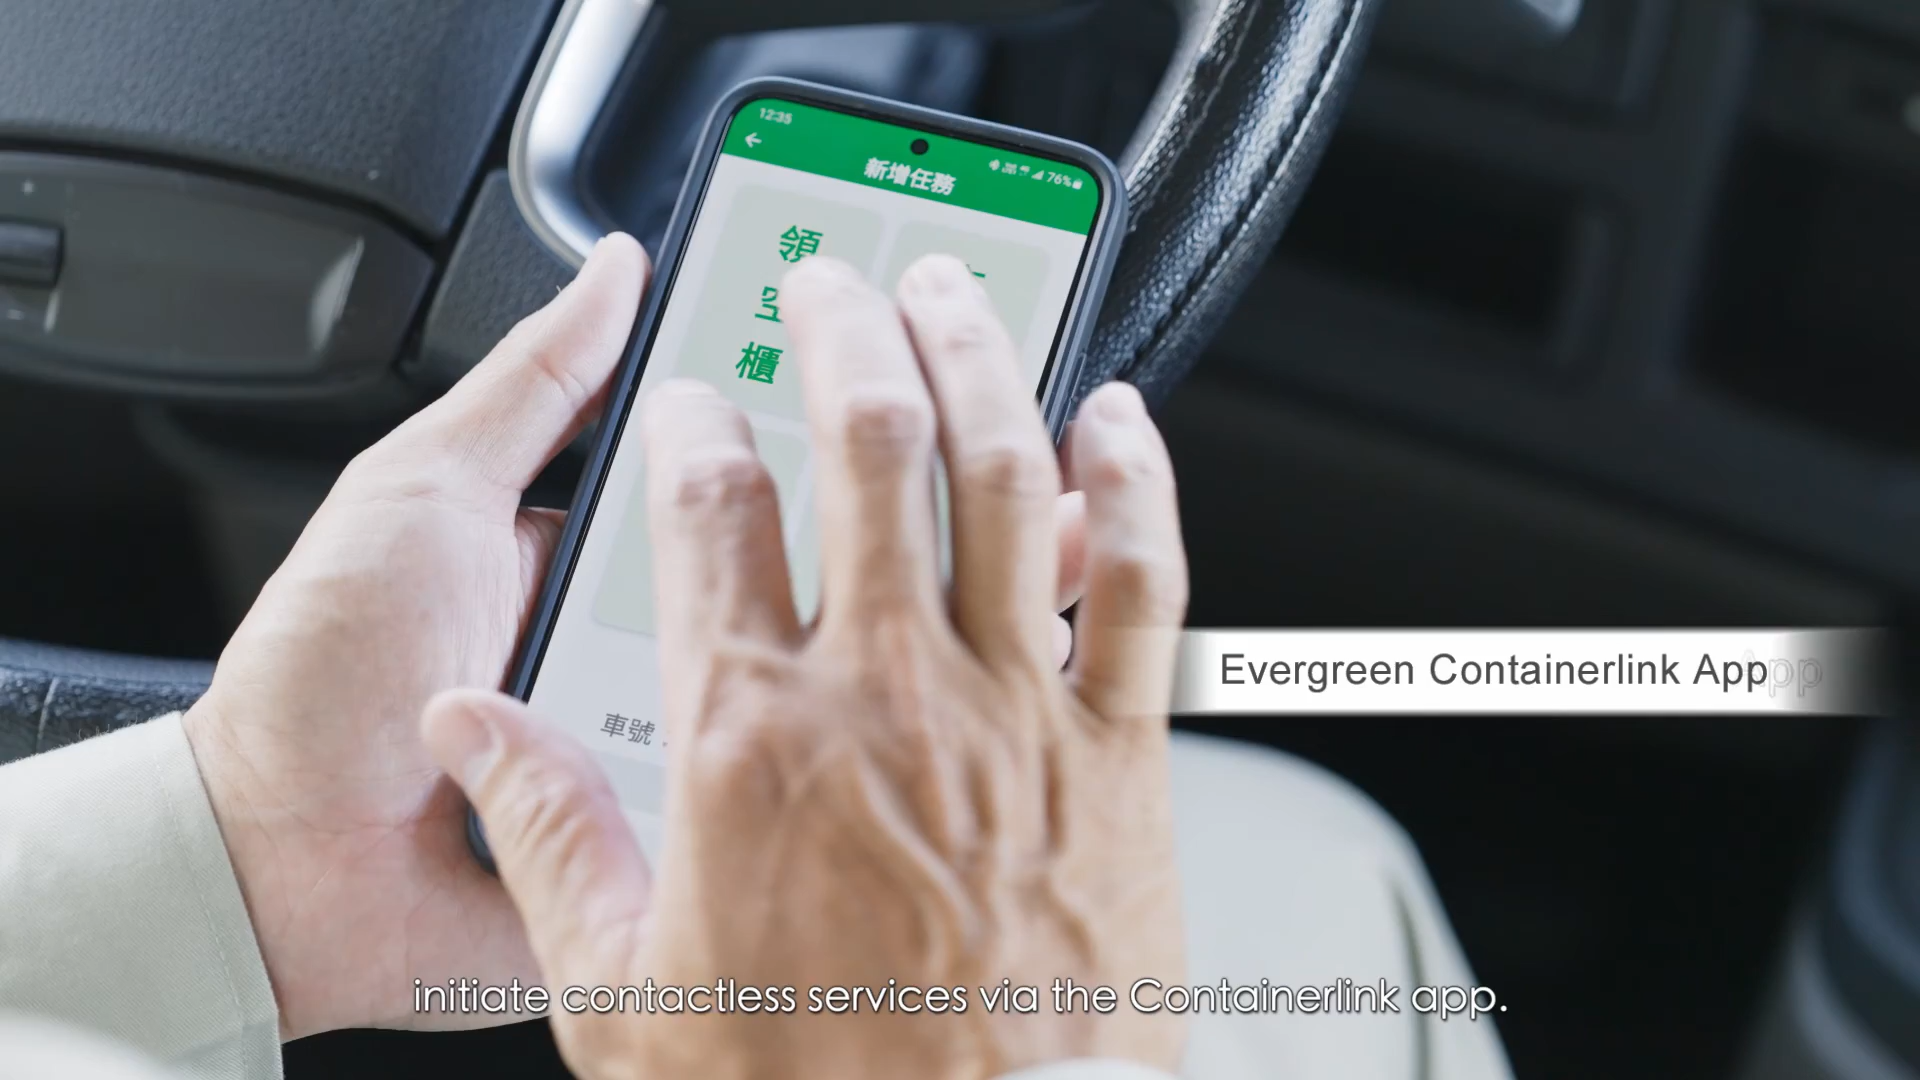 12:35
76%
新增任務
領
空
櫃
車號
Evergreen Containerlink App
initiate contactless services via the Containerlink app.